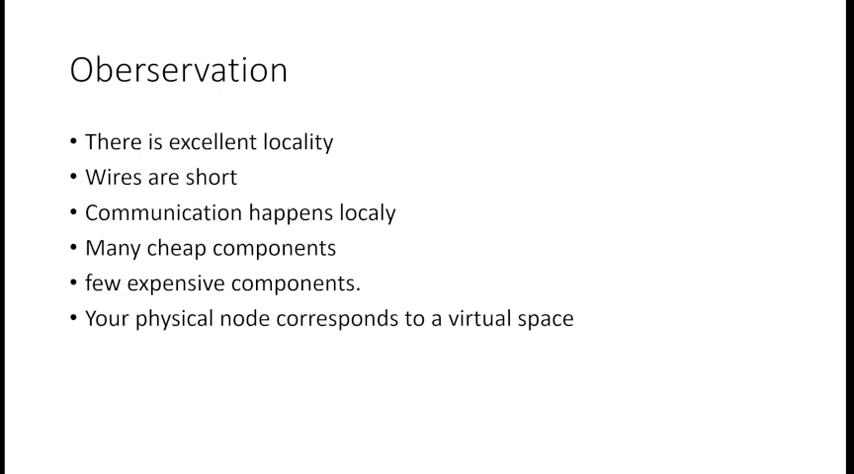 Oberservation
• There is excellent locality
• Wires are short
• Communication happens localy
• Many cheap components
• few expensive components.
• Your physical node corresponds to a virtual space